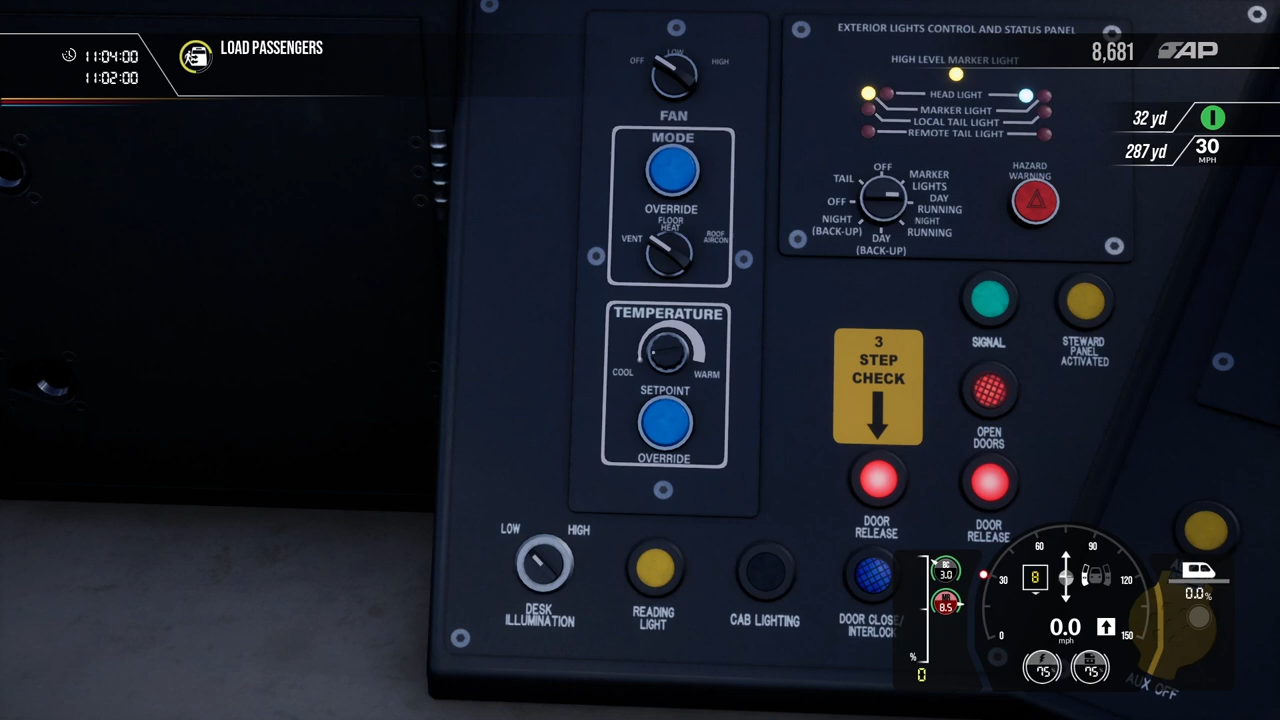 11:04:00
11:02:00
LOAD PASSENGERS
8,681
AP
32 yd
287 yd
30
MPH
OFF
LOW
HIGH
FAN
MODE
OVERRIDE
FLOOR
HEAT
VENT
ROOF
AIRCON
TEMPERATURE
COOL
WARM
SETPOINT
OVERRIDE
EXTERIOR LIGHTS CONTROL AND STATUS PANEL
HIGH LEVEL MARKER LIGHT
HEAD LIGHT
MARKER LIGHT
LOCAL TAIL LIGHT
REMOTE TAIL LIGHT
OFF
TAIL
MARKER
LIGHTS
OFF
DAY
RUNNING
NIGHT
(BACK-UP)
NIGHT
RUNNING
DAY
(BACK-UP)
HAZARD
WARNING
SIGNAL
STEWARD
PANEL
ACTIVATED
3
STEP
CHECK
OPEN
DOORS
DOOR
RELEASE
DOOR
RELEASE
LOW
HIGH
DESK
ILLUMINATION
READING
LIGHT
CAB LIGHTING
DOOR CLOSE/
INTERLOCK
BC
3.0
MR
8.5
%
0
0
30
60
90
120
150
8
0.0
mph
75
75
0.0%
AUX OFF